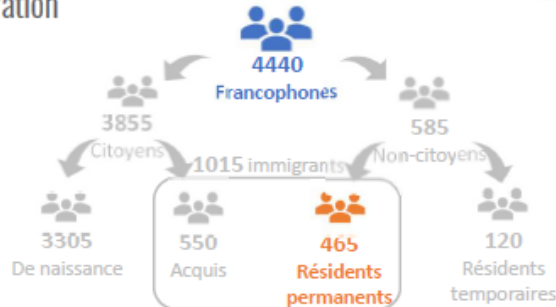 ation
4440
Francophones
3855
Citoyens
585
Non-citoyens
1015 immigrants
3305
De naissance
550
Acquis
465
Résidents
permanents
120
Résidents
temporaires